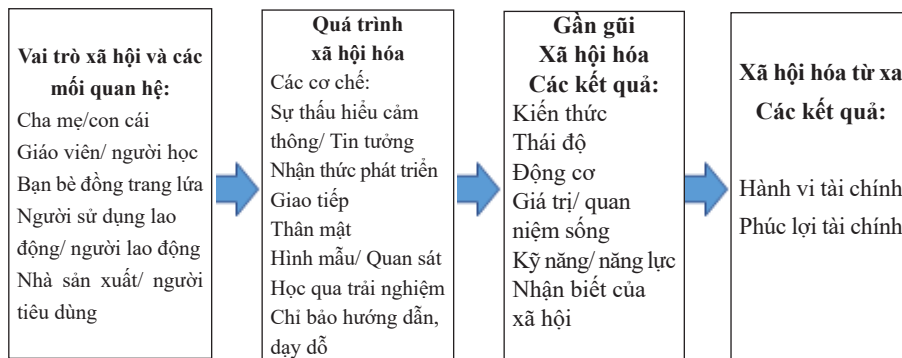 Vai trò xã hội và các
mối quan hệ:
Cha mẹ/con cái
Giáo viên/ người học
Bạn bè đồng trang lứa
Người sử dụng lao
động/ người lao động
Nhà sản xuất/ người
tiêu dùng
Quá trình
xã hội hóa
Các cơ chế:
Sự thấu hiểu cảm
thông/ Tin tưởng
Nhận thức phát triển
Giao tiếp
Thân mật
Hình mẫu/ Quan sát
Học qua trải nghiệm
Chỉ bảo hướng dẫn,
dạy dỗ
Gần gũi
Xã hội hóa
Các kết quả:
Kiến thức
Thái độ
Động cơ
Giá trị/ quan
niệm sống
Kỹ năng/ năng lực
Nhận biết của
xã hội
Xã hội hóa từ xa
Các kết quả:
Hành vi tài chính
Phúc lợi tài chính